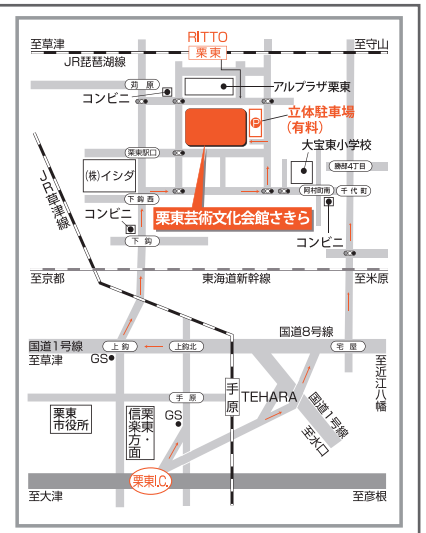 至草津
RITTO
栗東
至守山
JR琵琶湖線
苅原
コンビニ
アルプラザ栗東
P
立体駐車場
(有料)
大宝東小学校
栗東駅口
勝部4丁目
(株)イシダ
JR草津線
下鈎西
阿村町南
千代町
栗東芸術文化会館さきら
コンビニ
下鈎
コンビニ
至京都
東海道新幹線
至米原
国道8号線
国道1号線
上鈎
上鈎北
宅屋
至草津
GS
至近江八幡
手原
手原
TEHARA
国道1号線
至水口
栗東
市役所
栗東・
信楽方面
GS
栗東I.C.
至大津
至彦根